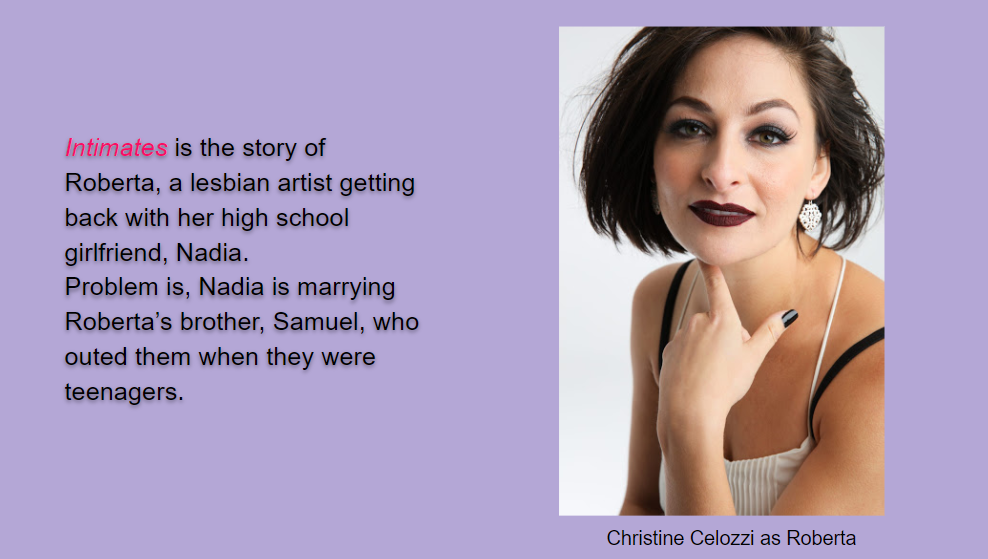 Intimates is the story of
Roberta, a lesbian artist getting
back with her high school
girlfriend, Nadia.
Problem is, Nadia is marrying
Roberta’s brother, Samuel, who
outed them when they were
teenagers.
Christine Celozzi as Roberta